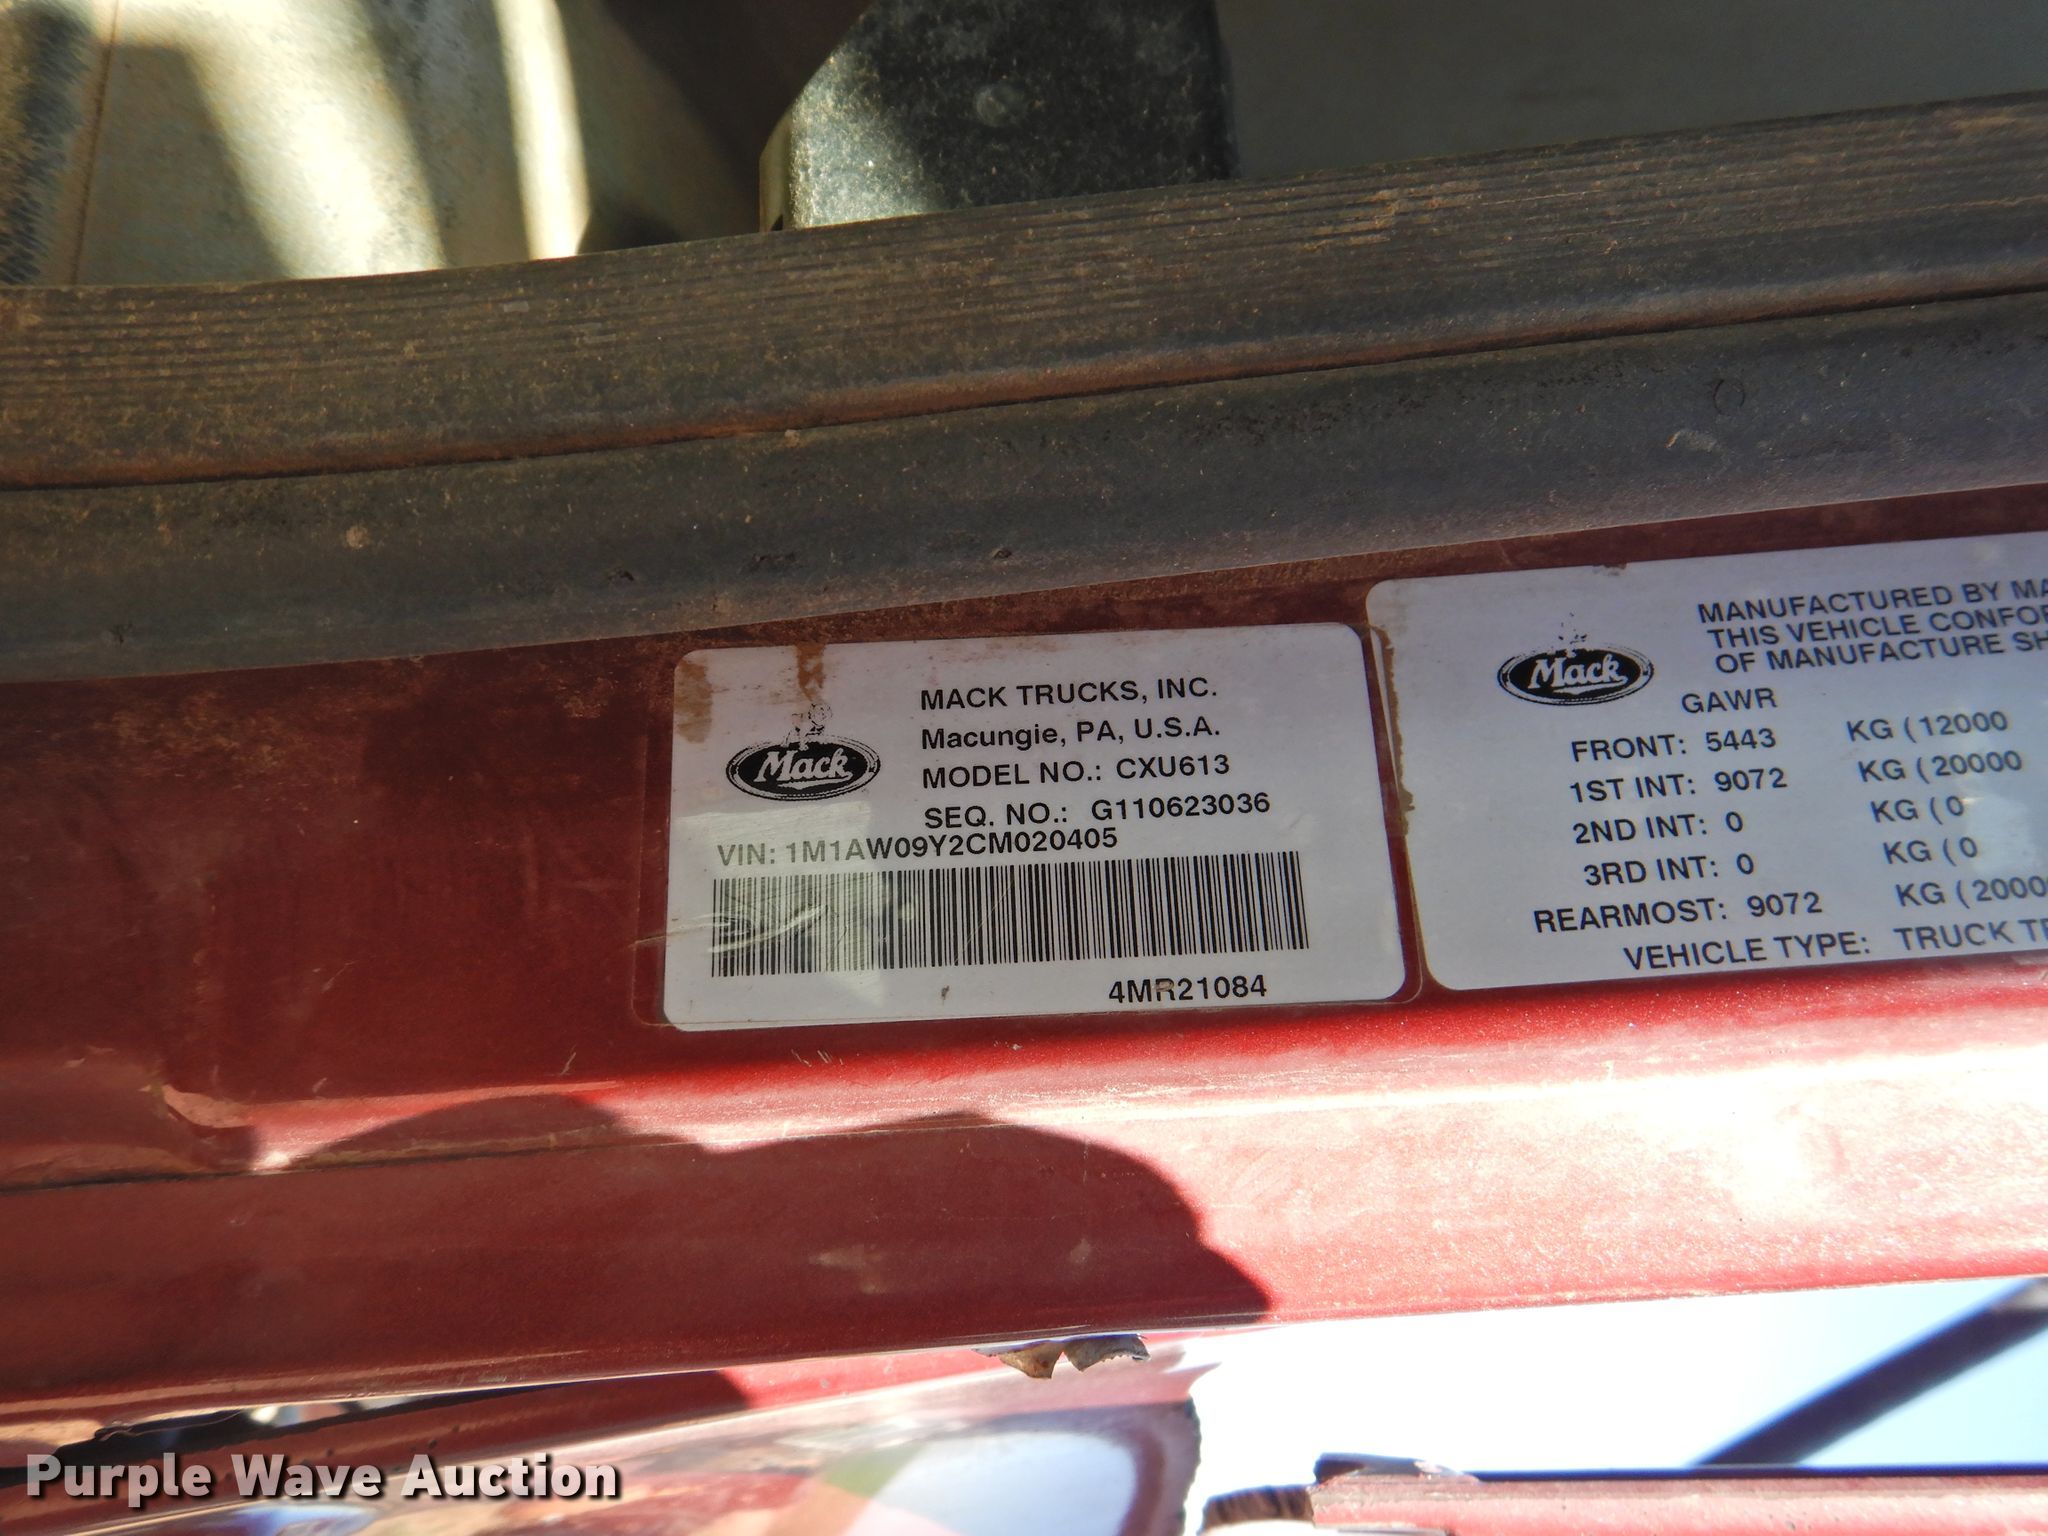 MACK TRUCKS, INC.
Macungie, PA, U.S.A.
MODEL NO.: CXU613
SEQ. NO.: G110623036
Mack
VIN: 1M1AW09Y2CM020405
4MR21084
MANUFACTURED BY MA
THIS VEHICLE CONFOR
OF MANUFACTURE SH
Mack
GAWR
FRONT: 5443 KG (12000
1ST INT: 9072 KG (20000
2ND INT: 0 KG (0
3RD INT: 0 KG (0
REARMOST: 9072 KG (20000
VEHICLE TYPE: TRUCK TR
Purple Wave Auction